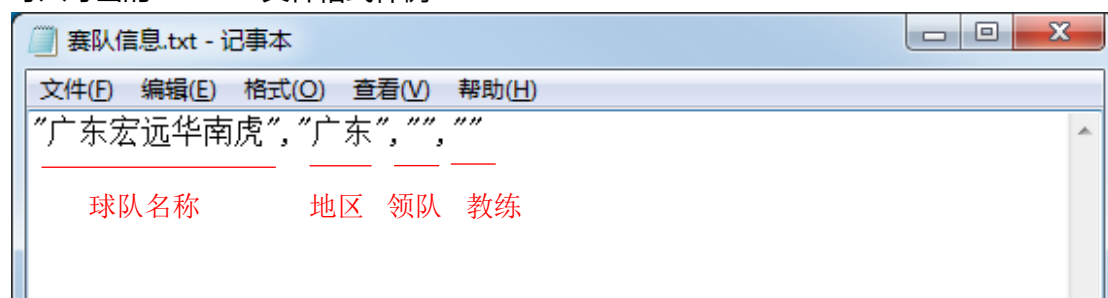 赛队信息.txt - 记事本
文件(F) 编辑(E) 格式(O) 查看(V) 帮助(H)
"广东宏远华南虎","广东","",""
球队名称 地区 领队 教练